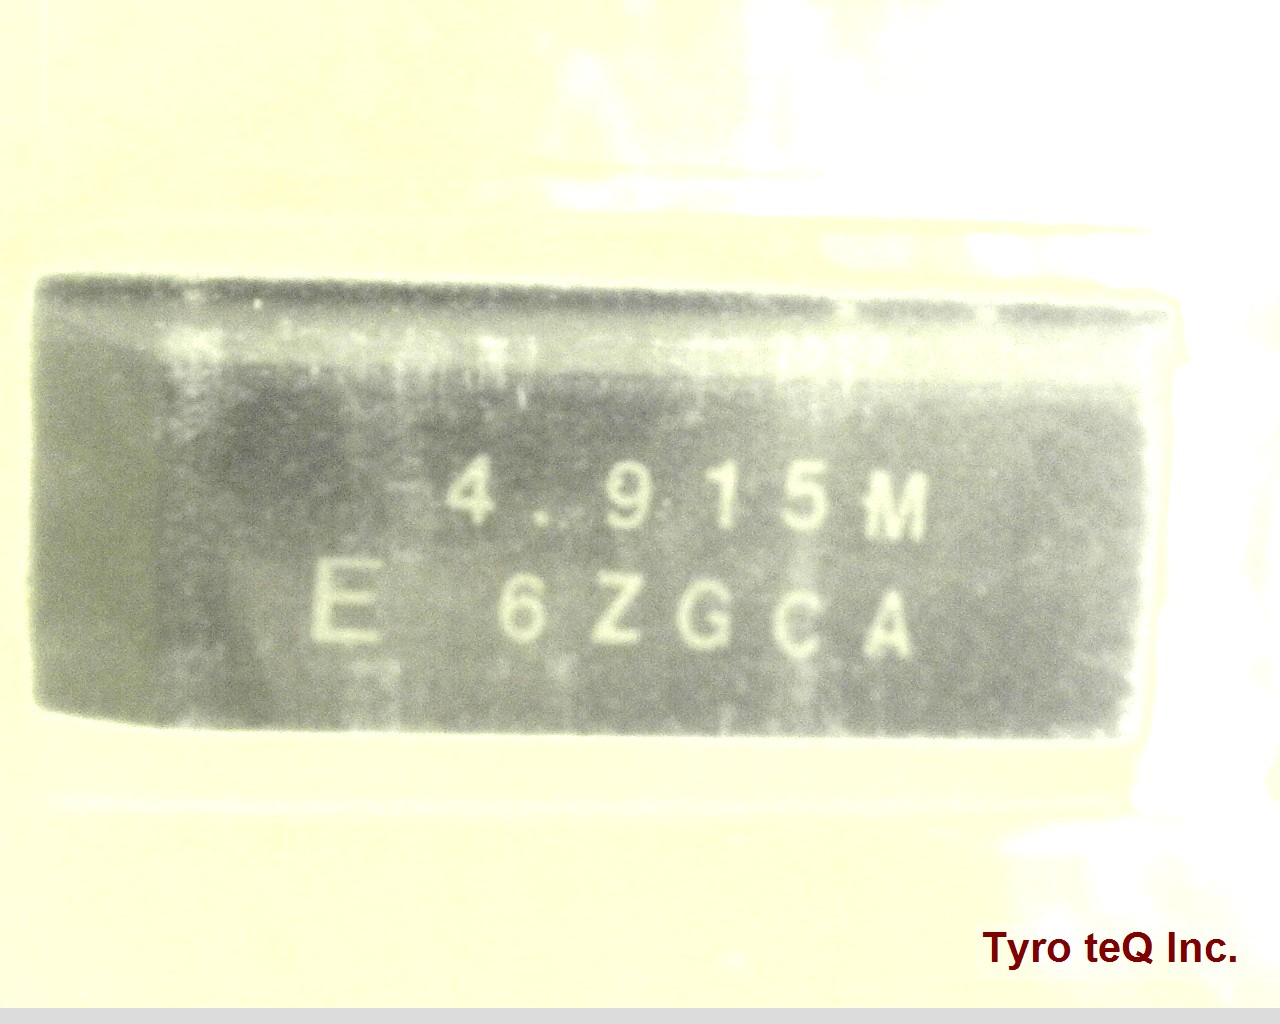 4.915M
E 6ZGCA
Tyro teQ Inc.